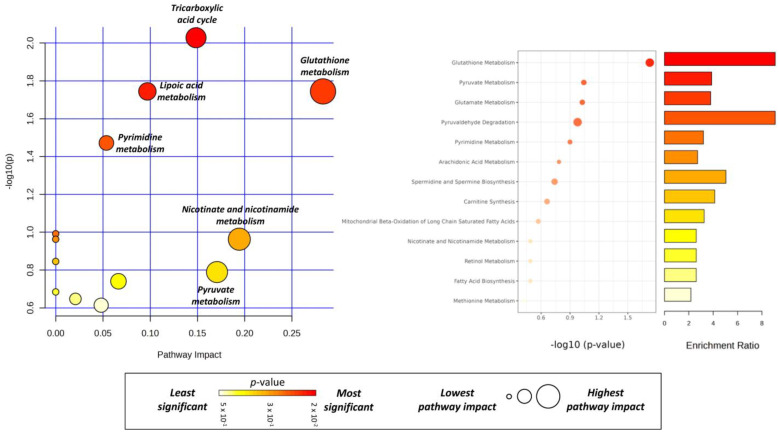 Tricarboxylic
acid cycle
Glutathione
metabolism
Lipoic acid
metabolism
Pyrimidine
metabolism
Nicotinate and nicotinamide
metabolism
Pyruvate
metabolism
-log10(p)
2.0
1.8
1.6
1.4
1.2
1.0
0.8
0.6
0.00
0.05
0.10
0.15
0.20
0.25
Pathway Impact
Glutathione Metabolism
Pyruvate Metabolism
Glutamate Metabolism
Pyruvaldehyde Degradation
Pyrimidine Metabolism
Arachidonic Acid Metabolism
Spermidine and Spermine Biosynthesis
Carnitine Synthesis
Mitochondrial Beta-Oxidation of Long Chain Saturated Fatty Acids
Nicotinate and Nicotinamide Metabolism
Retinol Metabolism
Fatty Acid Biosynthesis
Methionine Metabolism
0.6
0.9
1.2
1.5
-log10 (p-value)
0
2
4
6
8
Enrichment Ratio
Least
significant
p-value
5 x 10⁻¹
3 x 10⁻¹
2 x 10⁻²
Most
significant
Lowest
pathway impact
Highest
pathway impact